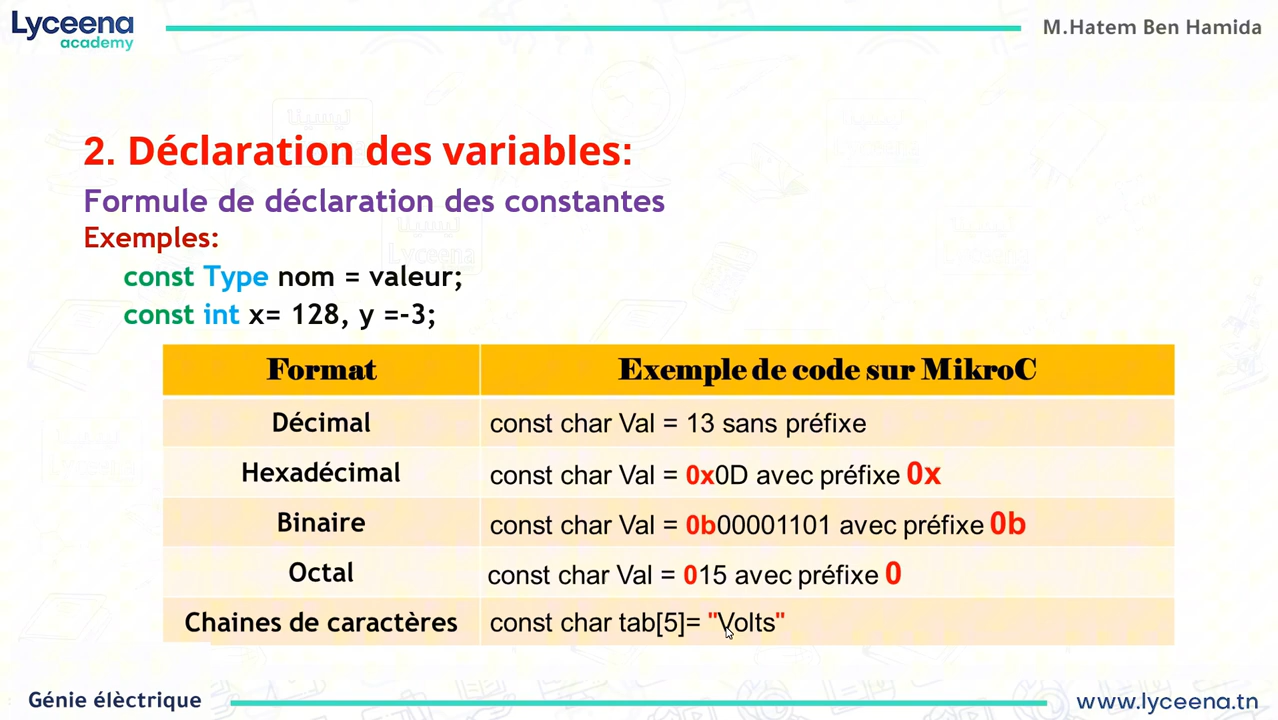 Lyceena
academy
M.Hatem Ben Hamida
2. Déclaration des variables:
Formule de déclaration des constantes
Exemples:
const Type nom = valeur;
const int x= 128, y =-3;
Format Exemple de code sur MikroC
Décimal const char Val = 13 sans préfixe
Hexadécimal const char Val = 0x0D avec préfixe 0x
Binaire const char Val = 0b00001101 avec préfixe 0b
Octal const char Val = 015 avec préfixe 0
Chaines de caractères const char tab[5]= "Volts"
Génie élèctrique
www.lyceena.tn